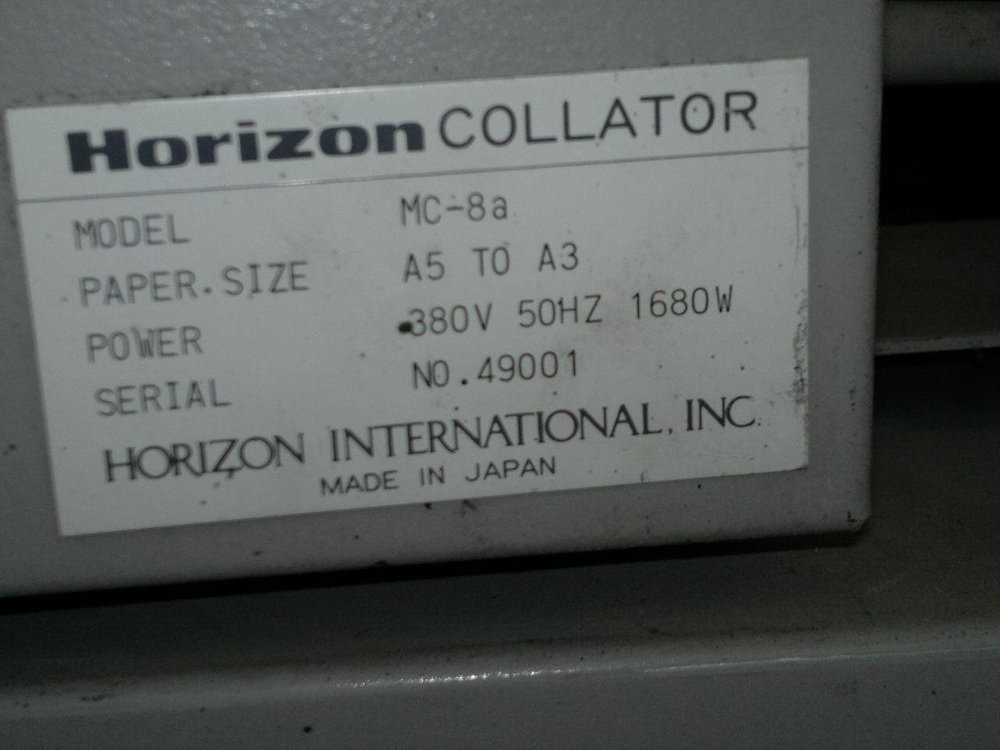 Horizon COLLATOR
MODEL MC-8a
PAPER.SIZE A5 TO A3
POWER 380V 50HZ 1680W
SERIAL NO.49001
HORIZON INTERNATIONAL, INC.
MADE IN JAPAN